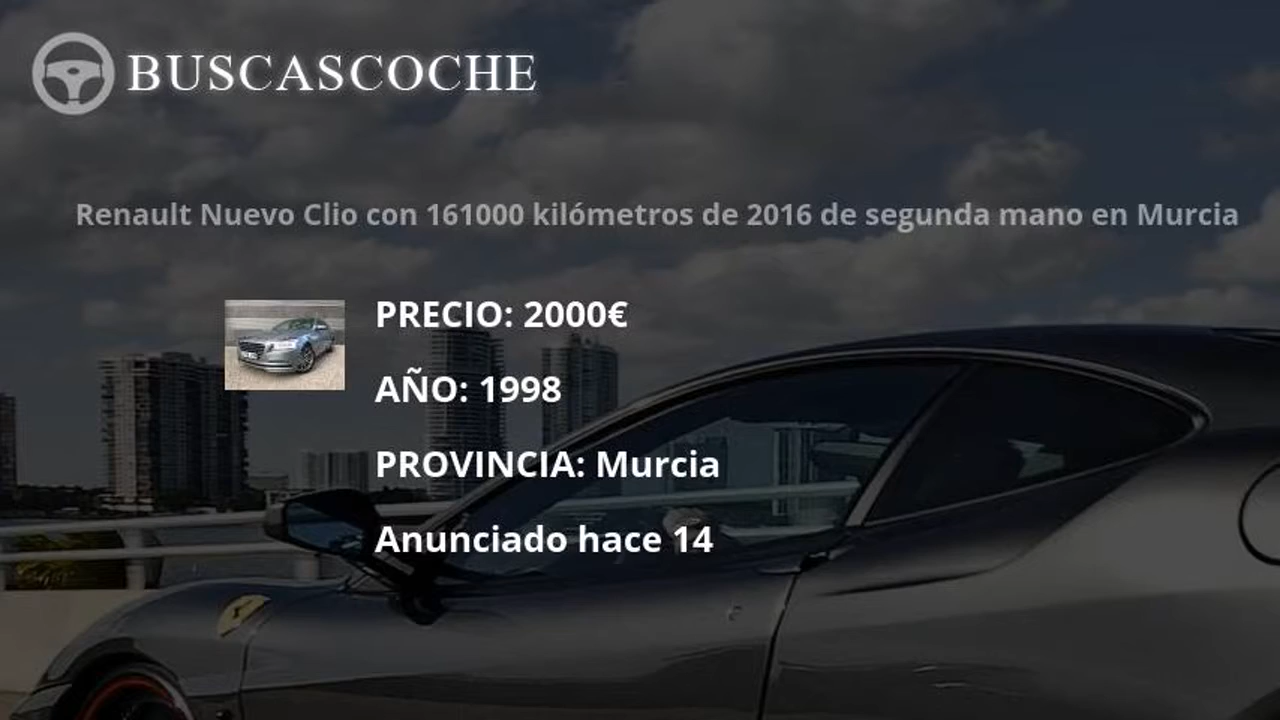 BUSCASCOCHE
Renault Nuevo Clio con 161000 kilómetros de 2016 de segunda mano en Murcia
PRECIO: 2000€
AÑO: 1998
PROVINCIA: Murcia
Anunciado hace 14